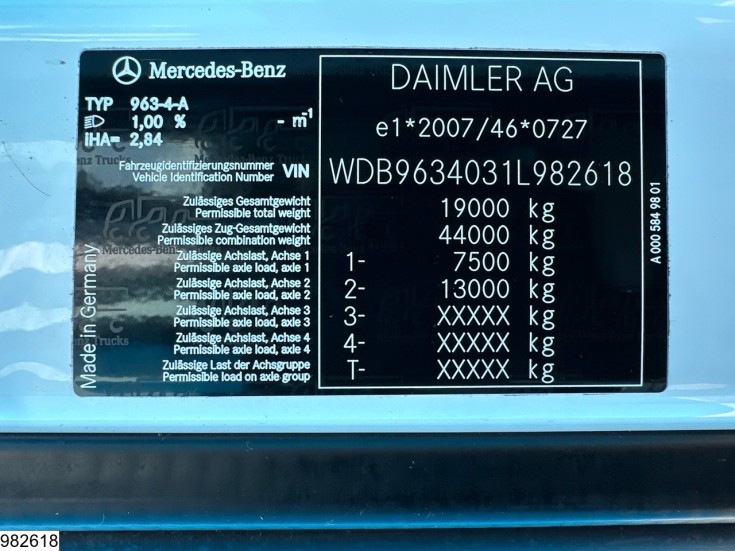 Mercedes-Benz
TYP 963-4-A
1,00 % - m⁻¹
iHA= 2,84
Fahrzeugidentifizierungsnummer
Vehicle Identification Number VIN
Zulässiges Gesamtgewicht
Permissible total weight
Zulässiges Zug-Gesamtgewicht
Permissible combination weight
Zulässige Achslast, Achse 1
Permissible axle load, axle 1
Zulässige Achslast, Achse 2
Permissible axle load, axle 2
Zulässige Achslast, Achse 3
Permissible axle load, axle 3
Zulässige Achslast, Achse 4
Permissible axle load, axle 4
Zulässige Last der Achsgruppe
Permissible load on axle group
Made in Germany
DAIMLER AG
e1*2007/46*0727
WDB9634031L982618
19000 kg
44000 kg
1- 7500 kg
2- 13000 kg
3- XXXXX kg
4- XXXXX kg
T- XXXXX kg
A 000 584 98 01
Mercedes-Benz
982618